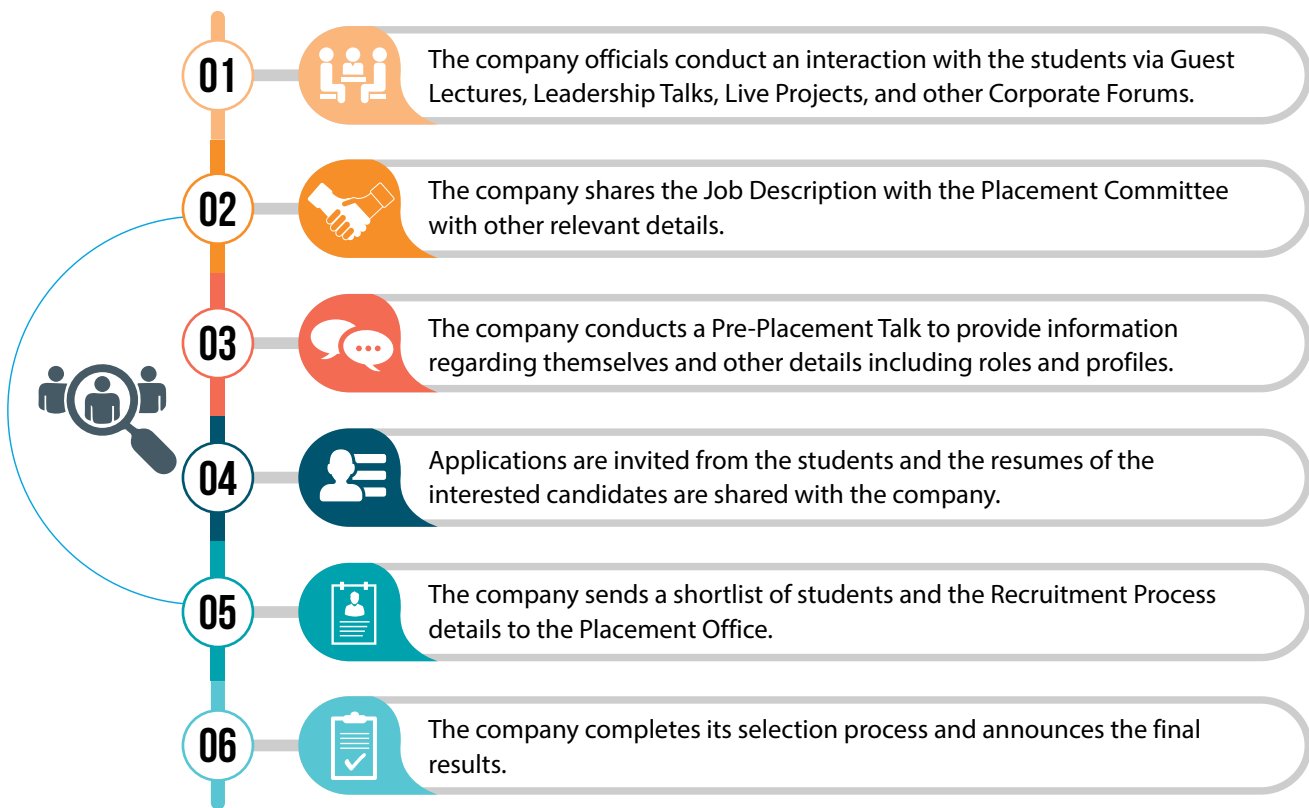 01
The company officials conduct an interaction with the students via Guest
Lectures, Leadership Talks, Live Projects, and other Corporate Forums.
02
The company shares the Job Description with the Placement Committee
with other relevant details.
03
The company conducts a Pre-Placement Talk to provide information
regarding themselves and other details including roles and profiles.
04
Applications are invited from the students and the resumes of the
interested candidates are shared with the company.
05
The company sends a shortlist of students and the Recruitment Process
details to the Placement Office.
06
The company completes its selection process and announces the final
results.